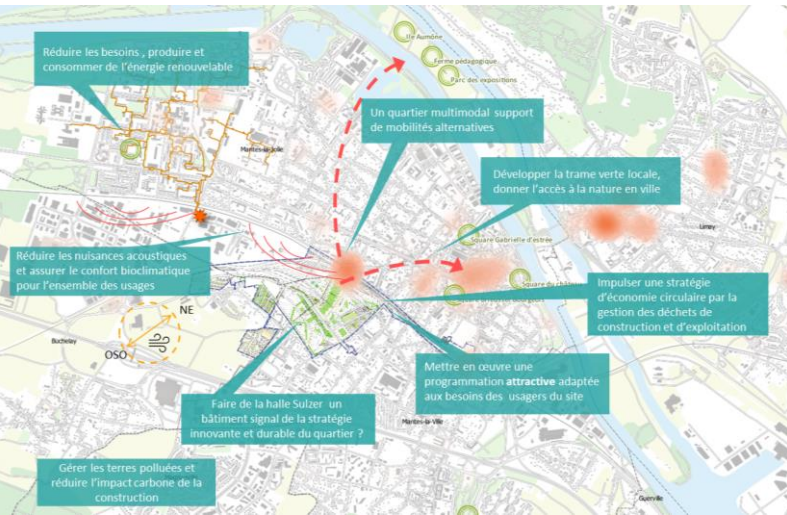 Ile Aumône
Ferme pédagogique
Parc des expositions
Réduire les besoins , produire et
consommer de l'énergie renouvelable
Un quartier multimodal support
de mobilités alternatives
Mantes-la-Jolie
Développer la trame verte locale,
donner l'accès à la nature en ville
Limay
Square Gabrielle d'estrée
Réduire les nuisances acoustiques
et assurer le confort bioclimatique
pour l'ensemble des usages
Square du
Square
Impulser une stratégie
d'économie circulaire par la
gestion des déchets de
construction et d'exploitation
NE
OSO
Buchelay
Mettre en œuvre une
programmation attractive adaptée
aux besoins des usagers du site
Faire de la halle Sulzer un
bâtiment signal de la stratégie
innovante et durable du quartier ?
Mantes-la-Ville
Gérer les terres polluées et
réduire l'impact carbone de la
construction
Guerville